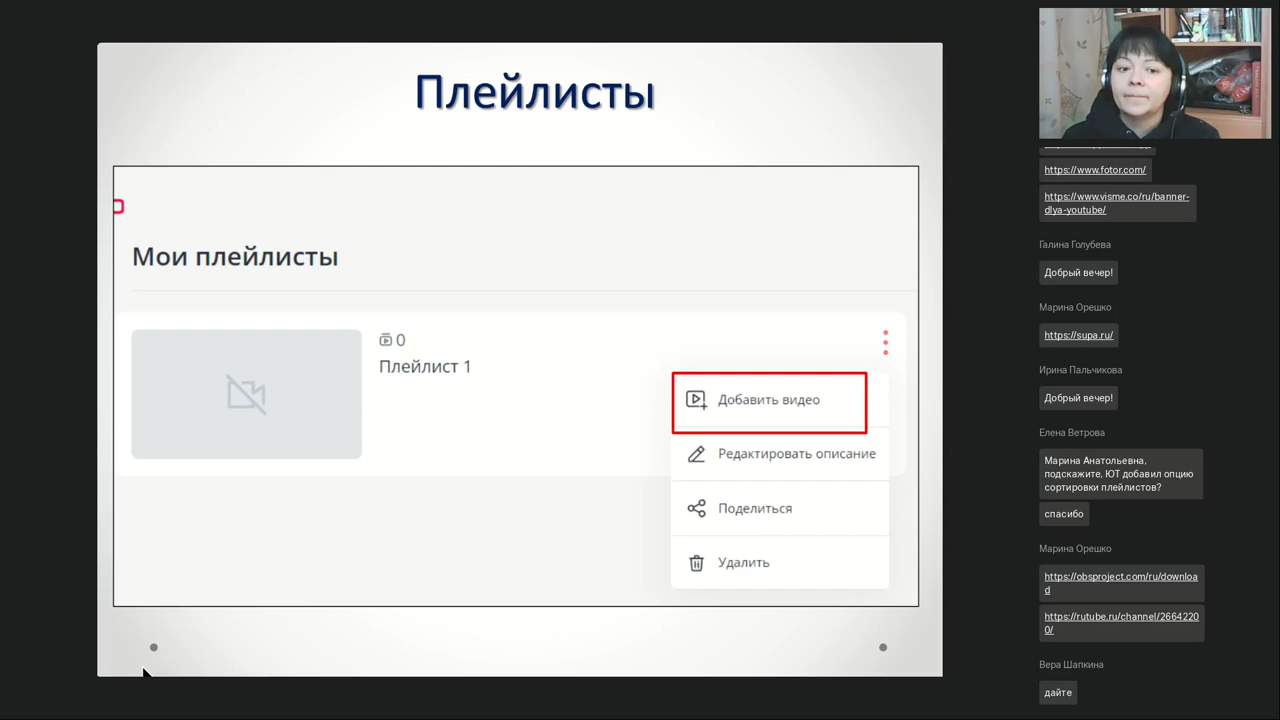 Плейлисты
Мои плейлисты
0
Плейлист 1
Добавить видео
Редактировать описание
Поделиться
Удалить
https://www.fotor.com/
https://www.visme.co/ru/banner-
dlya-youtube/
Галина Голубева
Добрый вечер!
Марина Орешко
https://supa.ru/
Ирина Пальчикова
Добрый вечер!
Елена Ветрова
Марина Анатольевна,
подскажите, ЮТ добавил опцию
сортировки плейлистов?
спасибо
Марина Орешко
https://obsproject.com/ru/downloa
d
https://rutube.ru/channel/2664220
0/
Вера Шапкина
дайте